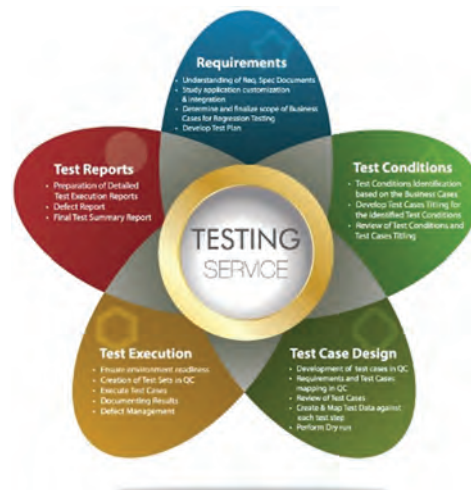 Requirements
• Understanding of Req, Spec Documents
• Study application customization
& integration
• Determine and finalize scope of Business
Cases for Regression Testing
• Develop Test Plan
Test Reports
• Preparation of Detailed
Test Execution Reports
• Defect Report
• Final Test Summary Report
Test Conditions
• Test Conditions Identification
based on the Business Cases
• Develop Test Cases Titling for
the identified Test Conditions
• Review of Test Conditions and
Test Cases Titling
TESTING
SERVICE
Test Execution
• Ensure environment readiness
• Creation of Test Sets in QC
• Execute Test Cases
• Documenting Results
• Defect Management
Test Case Design
• Development of test cases in QC
• Requirements and Test Cases
mapping in QC
• Review of Test Cases
• Create & Map Test Data against
each test step
• Perform Dry run